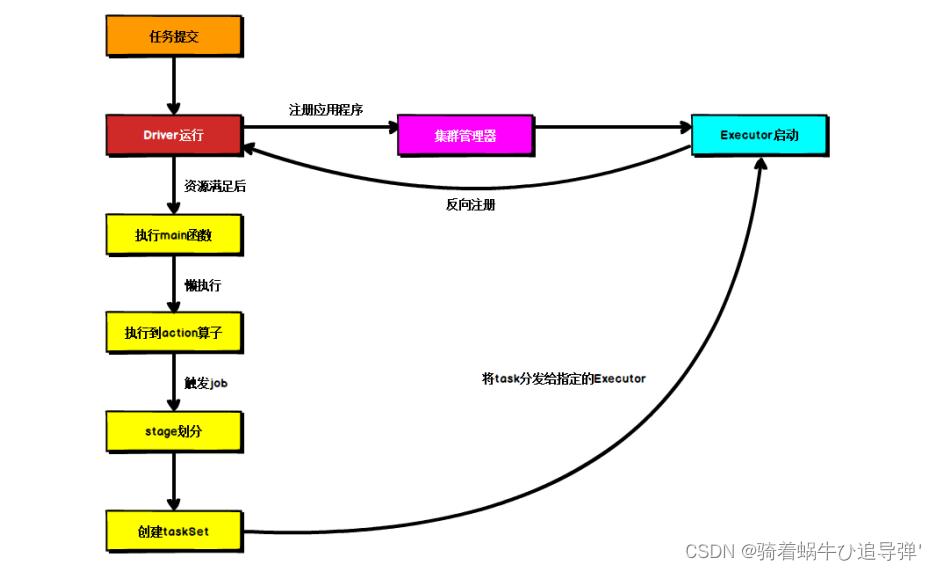 任务提交
Driver运行
注册应用程序
集群管理器
Executor启动
反向注册
资源满足后
执行main函数
懒执行
执行到action算子
触发job
将task分发给指定的Executor
stage划分
创建taskSet
CSDN @骑着蜗牛ひ追导弹'